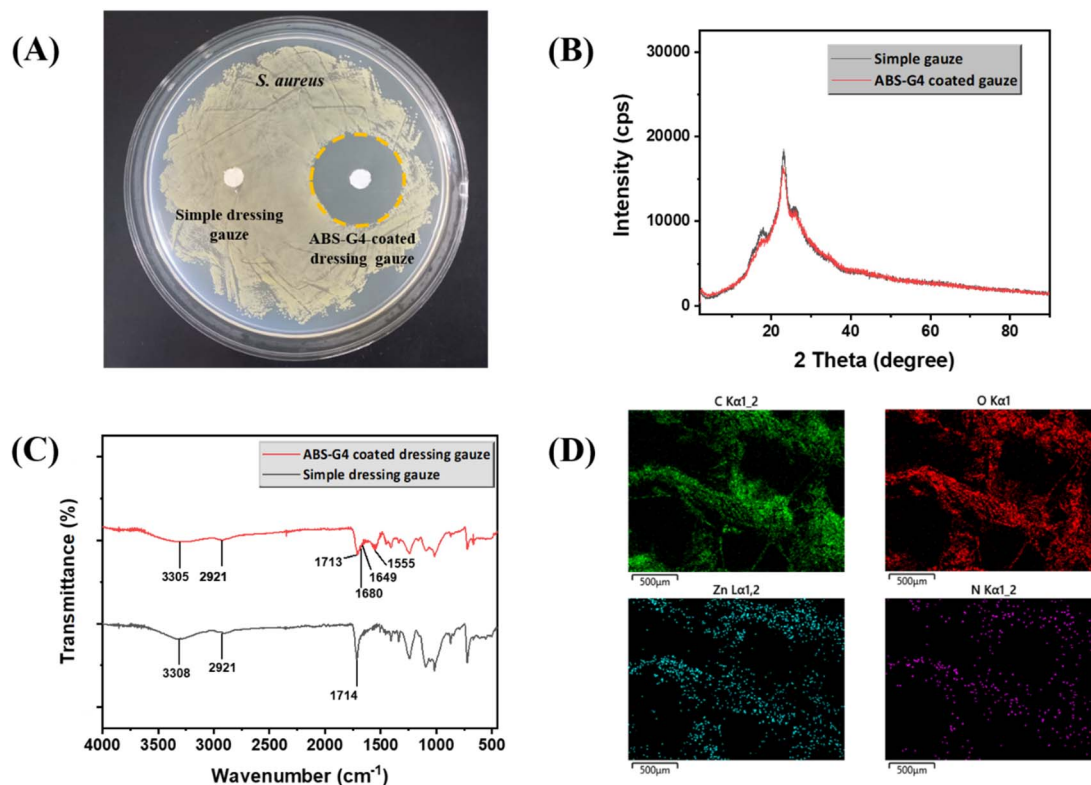 (A)
S. aureus
Simple dressing
gauze
ABS-G4-coated
dressing gauze
(B)
Simple gauze
ABS-G4 coated gauze
30000
20000
10000
0
Intensity (cps)
20
40
60
80
2 Theta (degree)
(C)
ABS-G4 coated dressing gauze
Simple dressing gauze
Transmittance (%)
3305
2921
1713
1680
1649
1555
3308
2921
1714
4000
3500
3000
2500
2000
1500
1000
500
Wavenumber (cm⁻¹)
(D)
C Kα1_2
500μm
O Kα1
500μm
Zn Lα1,2
500μm
N Kα1_2
500μm